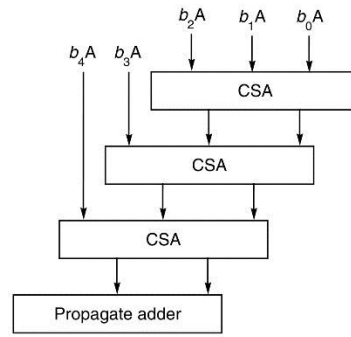 b₂A b₁A b₀A
b₄A b₃A
CSA
CSA
CSA
Propagate adder